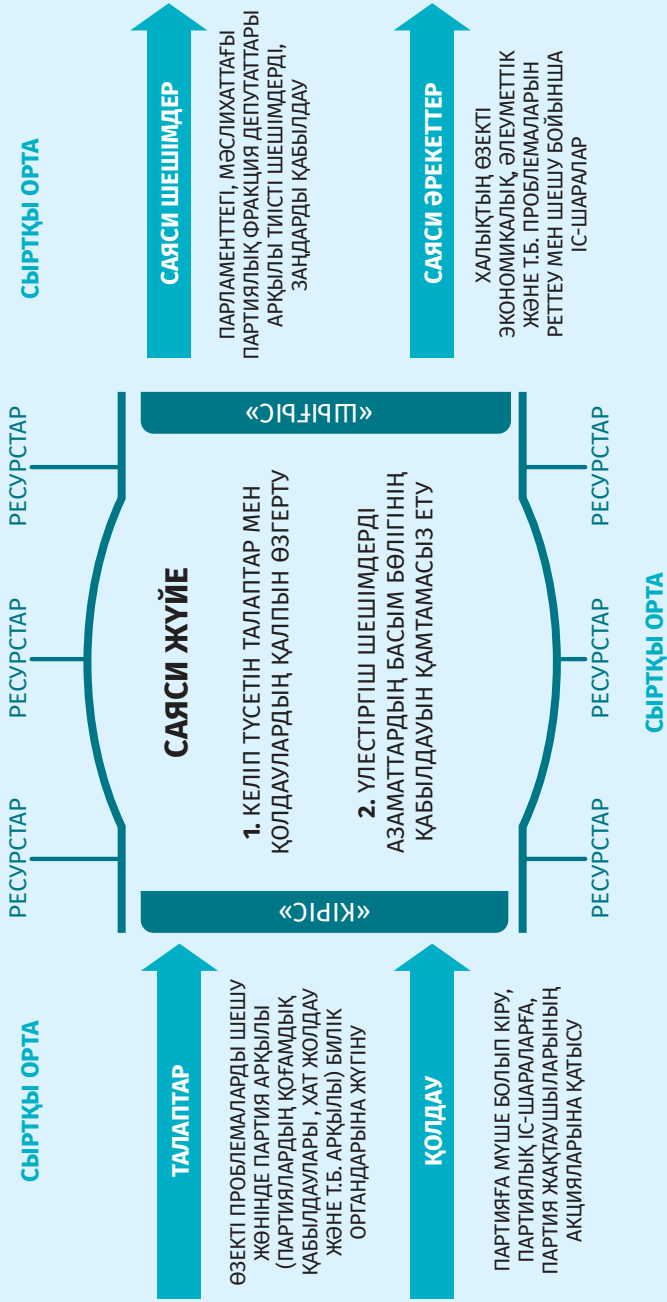 СЫРТҚЫ ОРТА
СЫРТҚЫ ОРТА
РЕСУРСТАР
РЕСУРСТАР
РЕСУРСТАР
ТАЛАПТАР
ӨЗЕКТІ ПРОБЛЕМАЛАРДЫ ШЕШУ
ЖӨНІНДЕ ПАРТИЯ АРҚЫЛЫ
(ПАРТИЯЛАРДЫҢ ҚОҒАМДЫҚ
ҚАБЫЛДАУЛАРЫ , ХАТ ЖОЛДАУ
ЖӘНЕ Т.Б. АРҚЫЛЫ) БИЛІК
ОРГАНДАРЫНА ЖҮГІНУ
ҚОЛДАУ
ПАРТИЯҒА МҮШЕ БОЛЫП КІРУ,
ПАРТИЯЛЫҚ ІС-ШАРАЛАРҒА,
ПАРТИЯ ЖАҚТАУШЫЛАРЫНЫҢ
АКЦИЯЛАРЫНА ҚАТЫСУ
«КІРІС»
САЯСИ ЖҮЙЕ
1. КЕЛІП ТҮСЕТІН ТАЛАПТАР МЕН
ҚОЛДАУЛАРДЫҢ ҚАЛПЫН ӨЗГЕРТУ
2. ҮЛЕСТІРГІШ ШЕШІМДЕРДІ
АЗАМАТТАРДЫҢ БАСЫМ БӨЛІГІНІҢ
ҚАБЫЛДАУЫН ҚАМТАМАСЫЗ ЕТУ
«ШЫҒЫС»
САЯСИ ШЕШІМДЕР
ПАРЛАМЕНТТЕГІ, МӘСЛИХАТТАҒЫ
ПАРТИЯЛЫҚ ФРАКЦИЯ ДЕПУТАТТАРЫ
АРҚЫЛЫ ТИІСТІ ШЕШІМДЕРДІ,
ЗАҢДАРДЫ ҚАБЫЛДАУ
САЯСИ ӘРЕКЕТТЕР
ХАЛЫҚТЫҢ ӨЗЕКТІ
ЭКОНОМИКАЛЫҚ, ӘЛЕУМЕТТІК
ЖӘНЕ Т.Б. ПРОБЛЕМАЛАРЫН
РЕТТЕУ МЕН ШЕШУ БОЙЫНША
ІС-ШАРАЛАР
РЕСУРСТАР
РЕСУРСТАР
РЕСУРСТАР
СЫРТҚЫ ОРТА